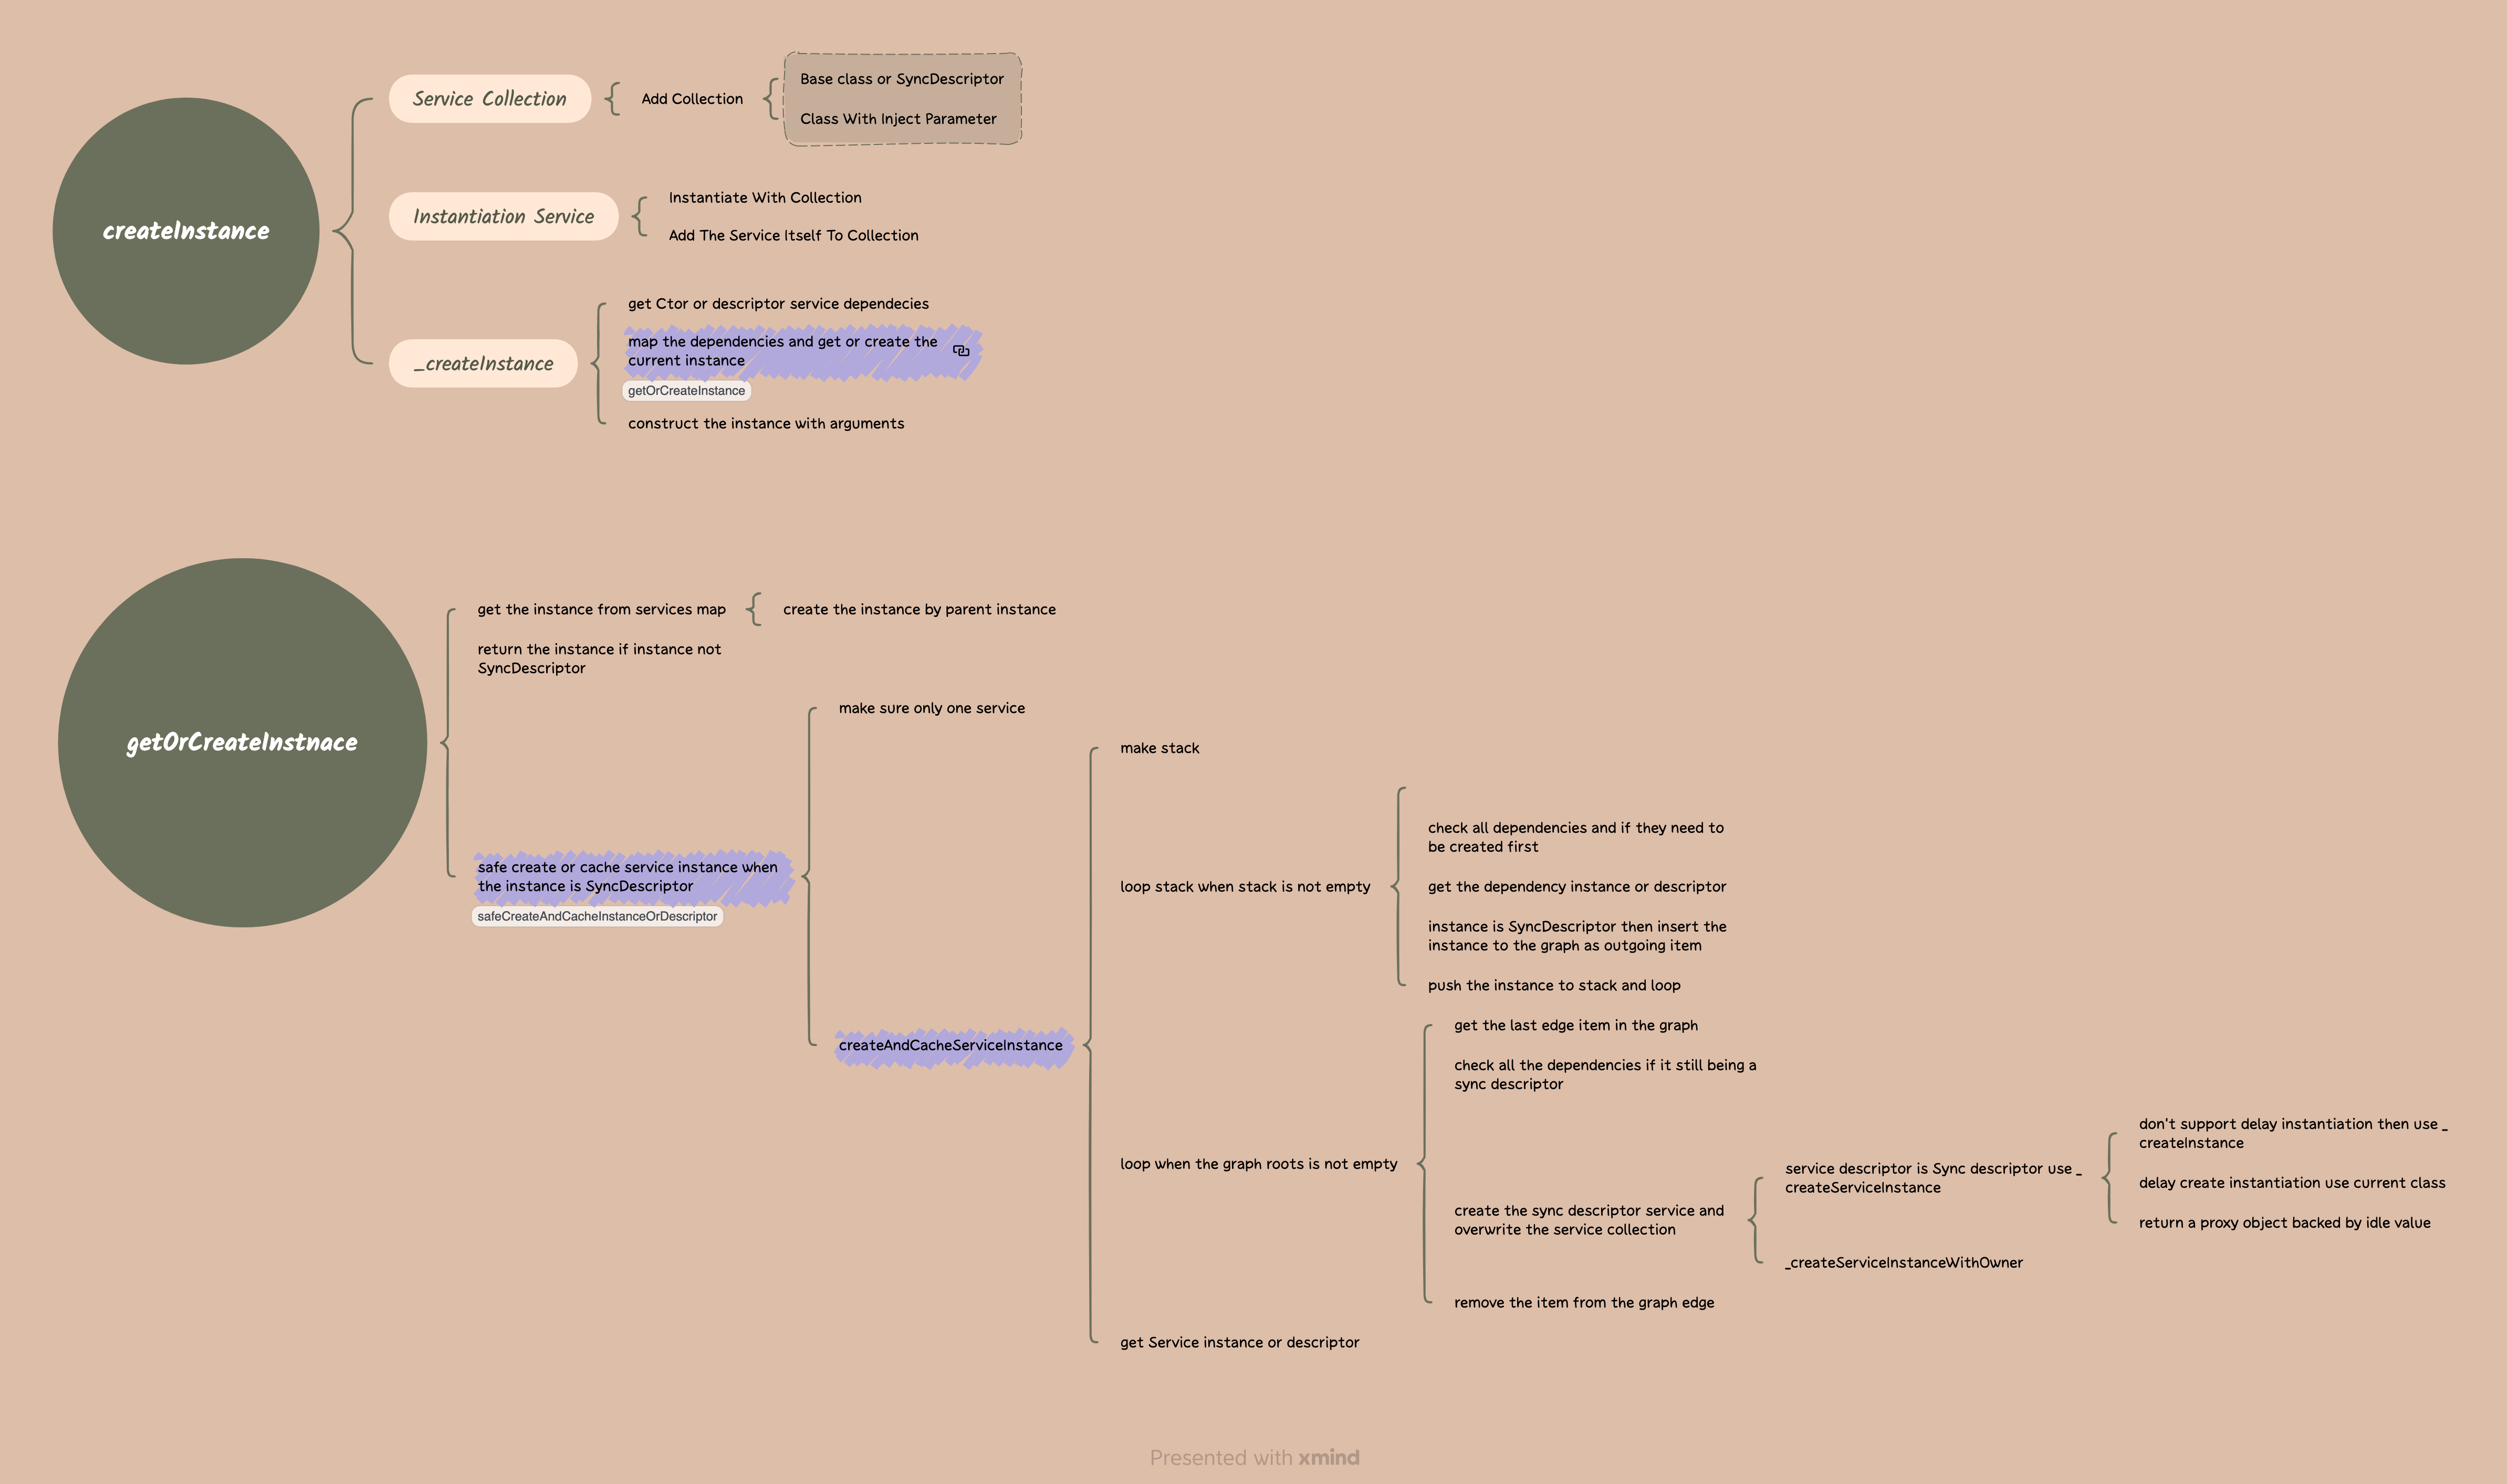 createInstance
Service Collection
Add Collection
Base class or SyncDescriptor
Class With Inject Parameter
Instantiation Service
Instantiate With Collection
Add The Service Itself To Collection
_createInstance
get Ctor or descriptor service dependecies
map the dependencies and get or create the
current instance
getOrCreateInstance
construct the instance with arguments
getOrCreateInstnace
get the instance from services map
create the instance by parent instance
return the instance if instance not
SyncDescriptor
safe create or cache service instance when
the instance is SyncDescriptor
safeCreateAndCacheInstanceOrDescriptor
make sure only one service
createAndCacheServiceInstance
make stack
loop stack when stack is not empty
check all dependencies and if they need to
be created first
get the dependency instance or descriptor
instance is SyncDescriptor then insert the
instance to the graph as outgoing item
push the instance to stack and loop
loop when the graph roots is not empty
get the last edge item in the graph
check all the dependencies if it still being a
sync descriptor
create the sync descriptor service and
overwrite the service collection
service descriptor is Sync descriptor use _
createServiceInstance
don't support delay instantiation then use _
createInstance
delay create instantiation use current class
return a proxy object backed by idle value
_createServiceInstanceWithOwner
remove the item from the graph edge
get Service instance or descriptor
Presented with xmind